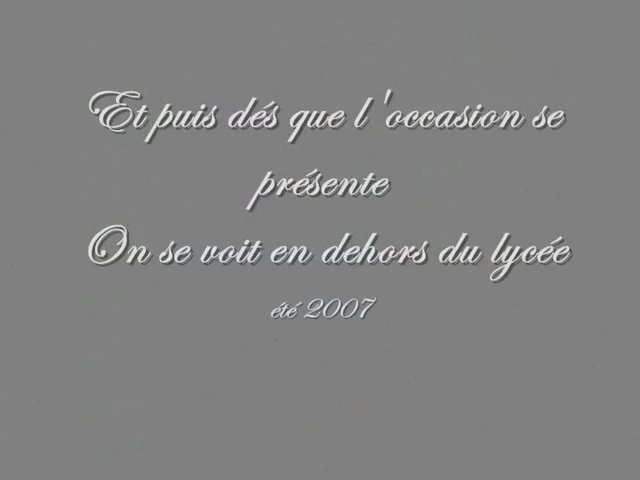 Et puis dés que l'occasion se
présente
On se voit en dehors du lycée
été 2007